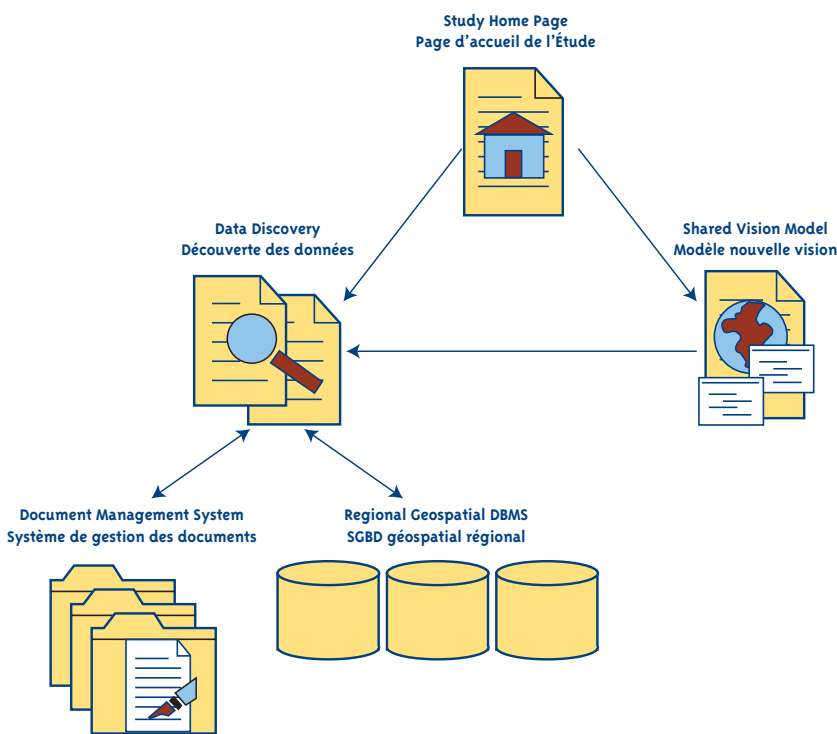 Study Home Page
Page d’accueil de l’Étude
Data Discovery
Découverte des données
Shared Vision Model
Modèle nouvelle vision
Document Management System
Système de gestion des documents
Regional Geospatial DBMS
SGBD géospatial régional